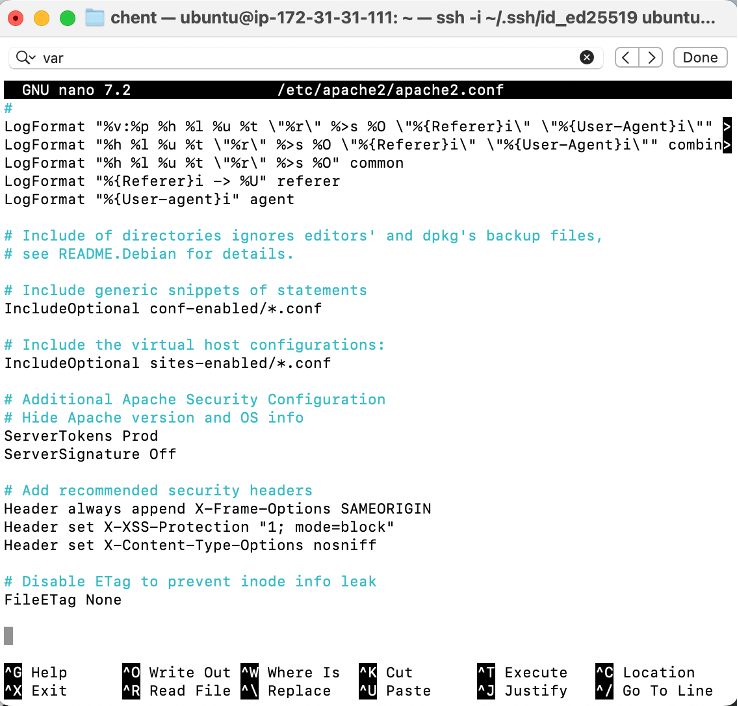 chent — ubuntu@ip-172-31-31-111: ~ — ssh -i ~/.ssh/id_ed25519 ubuntu...
var
Done
GNU nano 7.2 /etc/apache2/apache2.conf
#
LogFormat "%v:%p %h %l %u %t \"%r\" %>s %O \"%{Referer}i\" \"%{User-Agent}i\"" >
LogFormat "%h %l %u %t \"%r\" %>s %O \"%{Referer}i\" \"%{User-Agent}i\"" combin>
LogFormat "%h %l %u %t \"%r\" %>s %O" common
LogFormat "%{Referer}i -> %U" referer
LogFormat "%{User-agent}i" agent
# Include of directories ignores editors' and dpkg's backup files,
# see README.Debian for details.
# Include generic snippets of statements
IncludeOptional conf-enabled/*.conf
# Include the virtual host configurations:
IncludeOptional sites-enabled/*.conf
# Additional Apache Security Configuration
# Hide Apache version and OS info
ServerTokens Prod
ServerSignature Off
# Add recommended security headers
Header always append X-Frame-Options SAMEORIGIN
Header set X-XSS-Protection "1; mode=block"
Header set X-Content-Type-Options nosniff
# Disable ETag to prevent inode info leak
FileETag None
^G Help ^O Write Out ^W Where Is ^K Cut ^T Execute ^C Location
^X Exit ^R Read File ^\ Replace ^U Paste ^J Justify ^/ Go To Line